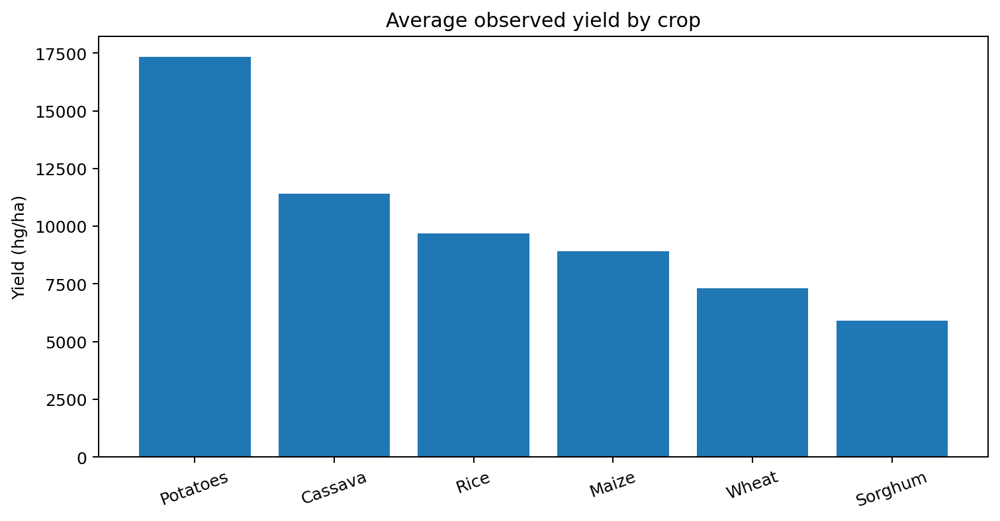 Average observed yield by crop
Yield (hg/ha)
17500
15000
12500
10000
7500
5000
2500
0
Potatoes
Cassava
Rice
Maize
Wheat
Sorghum